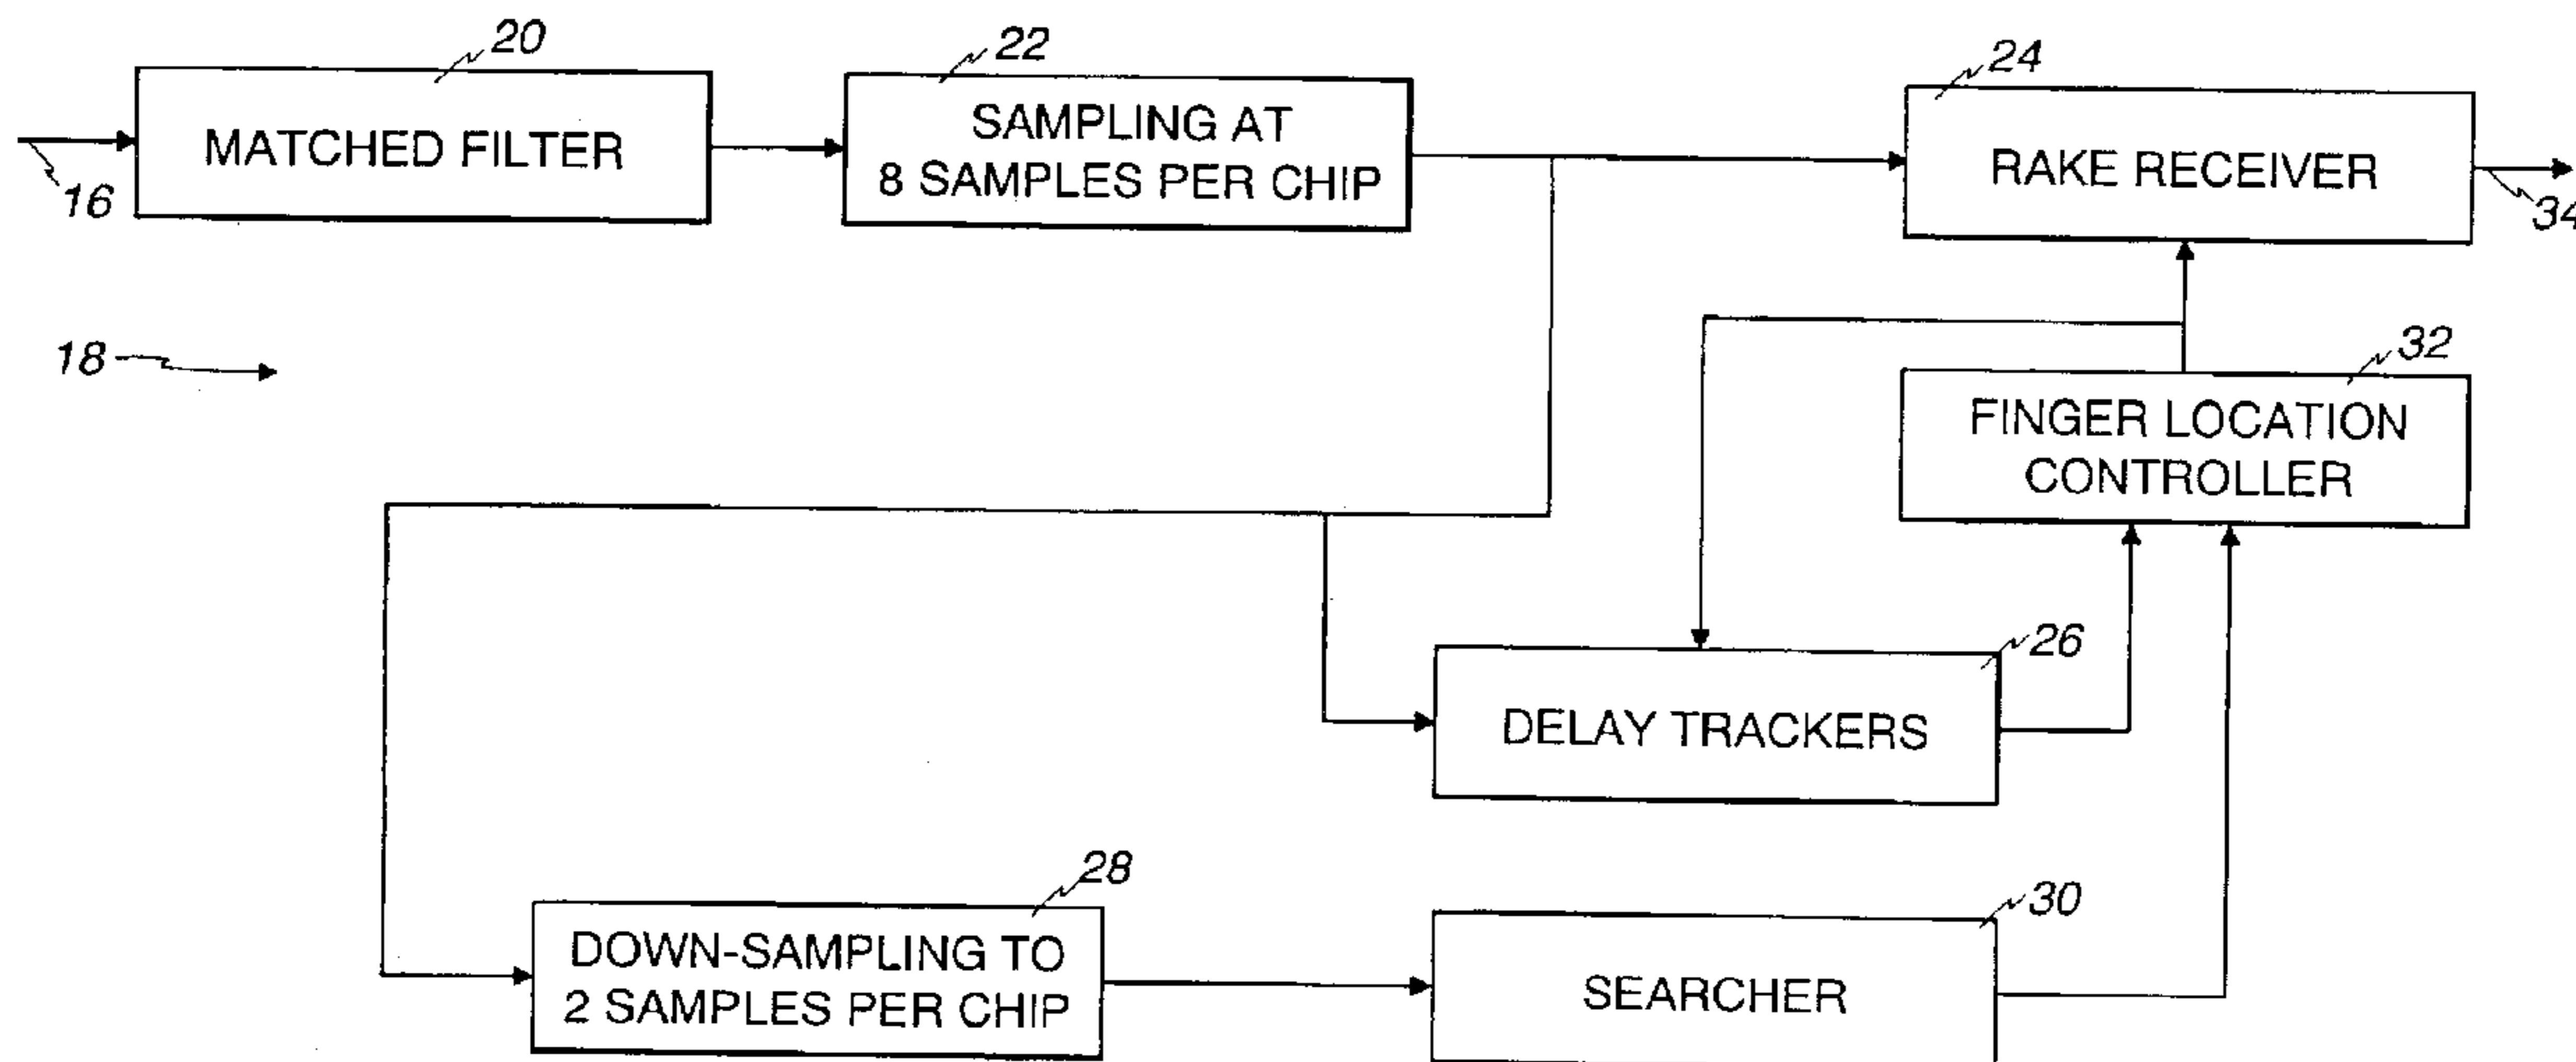 20
22
24
MATCHED FILTER
SAMPLING AT
8 SAMPLES PER CHIP
RAKE RECEIVER
16
34
18
32
FINGER LOCATION
CONTROLLER
26
DELAY TRACKERS
28
30
DOWN-SAMPLING TO
2 SAMPLES PER CHIP
SEARCHER